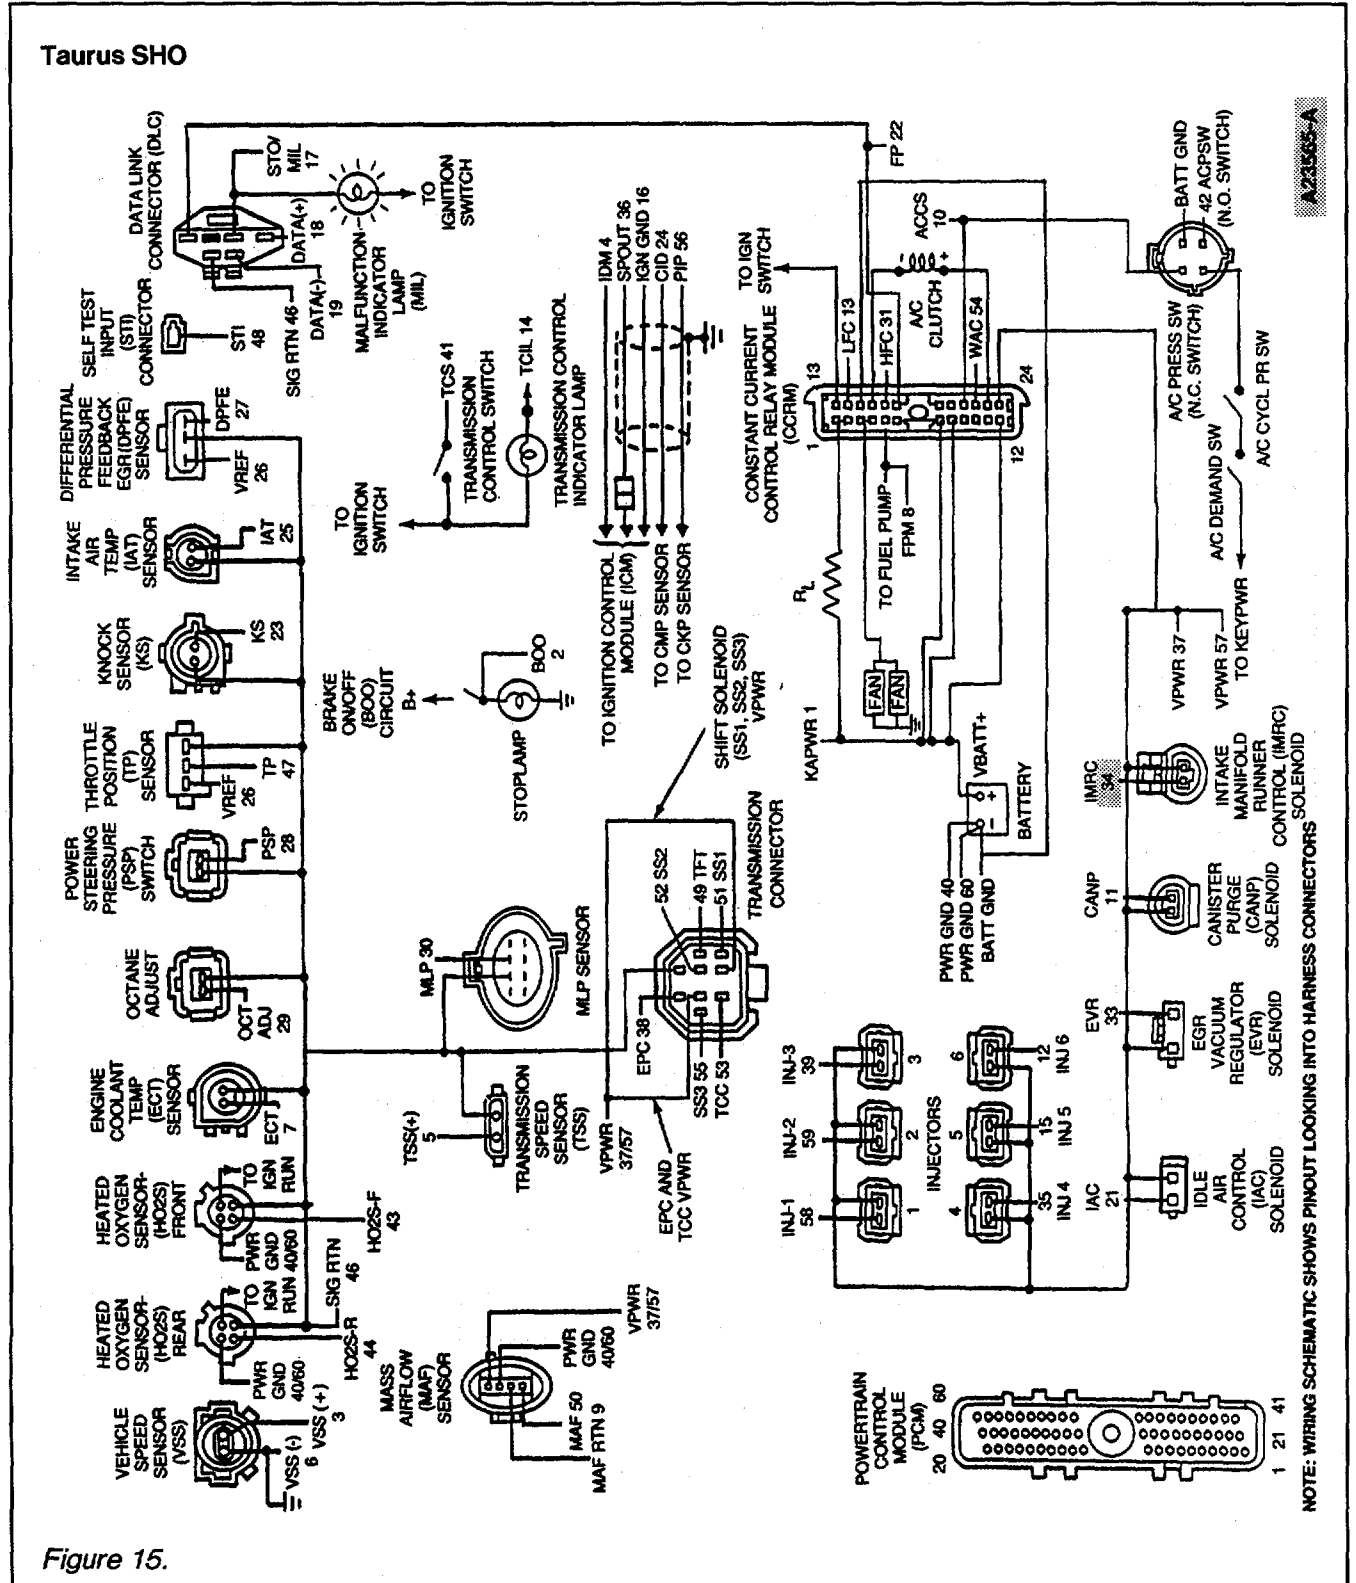 Taurus SHO
A23565-A
DATA LINK
CONNECTOR (DLC)
STO/
MIL
17
DATA(+)
18
TO
IGNITION
SWITCH
MALFUNCTION
INDICATOR
LAMP
(MIL)
DATA(-)
19
SIG RTN 46
SELF TEST
INPUT
(STI)
CONNECTOR
STI
48
DIFFERENTIAL
PRESSURE
FEEDBACK
EGR(DPFE)
SENSOR
DPFE
27
VREF
26
INTAKE
AIR
TEMP
(IAT)
SENSOR
IAT
25
KNOCK
SENSOR
(KS)
KS
23
THROTTLE
POSITION
(TP)
SENSOR
TP
47
VREF
26
POWER
STEERING
PRESSURE
(PSP)
SWITCH
PSP
28
OCTANE
ADJUST
OCT
ADJ
29
ENGINE
COOLANT
TEMP
(ECT)
SENSOR
ECT
7
HEATED
OXYGEN
SENSOR-
(HO2S)
FRONT
TO
IGN
RUN
PWR
GND
40/60
HO2S-F
43
HEATED
OXYGEN
SENSOR-
(HO2S)
REAR
TO
IGN
RUN
SIG RTN
46
PWR
GND
40/60
HO2S-R
44
VEHICLE
SPEED
SENSOR
(VSS)
VSS (+)
3
VSS (-)
6
TO
IGNITION
SWITCH
TCS 41
TRANSMISSION
CONTROL SWITCH
TCIL 14
TRANSMISSION CONTROL
INDICATOR LAMP
BRAKE
ON/OFF
(BOO)
CIRCUIT
B+
BOO
2
STOPLAMP
IDM 4
SPOUT 36
IGN GND 16
CID 24
PIP 56
TO IGNITION CONTROL
MODULE (ICM)
TO CMP SENSOR
TO CKP SENSOR
MLP 30
MLP SENSOR
SHIFT SOLENOID
(SS1, SS2, SS3)
VPWR
52 SS2
49 TFT
51 SS1
EPC 38
SS3 55
TCC 53
TRANSMISSION
CONNECTOR
TSS(+)
5
TRANSMISSION
SPEED
SENSOR
(TSS)
VPWR
37/57
EPC AND
TCC VPWR
MASS
AIRFLOW
(MAF)
SENSOR
VPWR
37/57
PWR
GND
40/60
MAF 50
MAF RTN 9
FP 22
TO IGN
SWITCH
CONSTANT CURRENT
CONTROL RELAY MODULE
(CCRM)
LFC 13
HFC 31
A/C
CLUTCH
-
+
ACCS
10
WAC 54
13
24
1
12
RL
TO FUEL PUMP
FPM 8
FAN
FAN
KAPWR 1
VBATT+
-
+
BATTERY
PWR GND 40
PWR GND 60
BATT GND
BATT GND
42 ACPSW
(N.O. SWITCH)
A/C PRESS SW
(N.C. SWITCH)
A/C CYCL PR SW
A/C DEMAND SW
TO KEYPWR
VPWR 37
VPWR 57
IMRC
34
INTAKE
MANIFOLD
RUNNER
CONTROL (IMRC)
SOLENOID
CANP
11
CANISTER
PURGE
(CANP)
SOLENOID
EVR
33
EGR
VACUUM
REGULATOR
(EVR)
SOLENOID
IAC
21
IDLE
AIR
CONTROL
(IAC)
SOLENOID
INJ-3
39
3
INJ-2
59
2
INJ-1
58
1
INJECTORS
6
12
INJ 6
5
15
INJ 5
4
35
INJ 4
POWERTRAIN
CONTROL
MODULE
(PCM)
20 40 60
1 21 41
NOTE: WIRING SCHEMATIC SHOWS PINOUT LOOKING INTO HARNESS CONNECTORS
Figure 15.